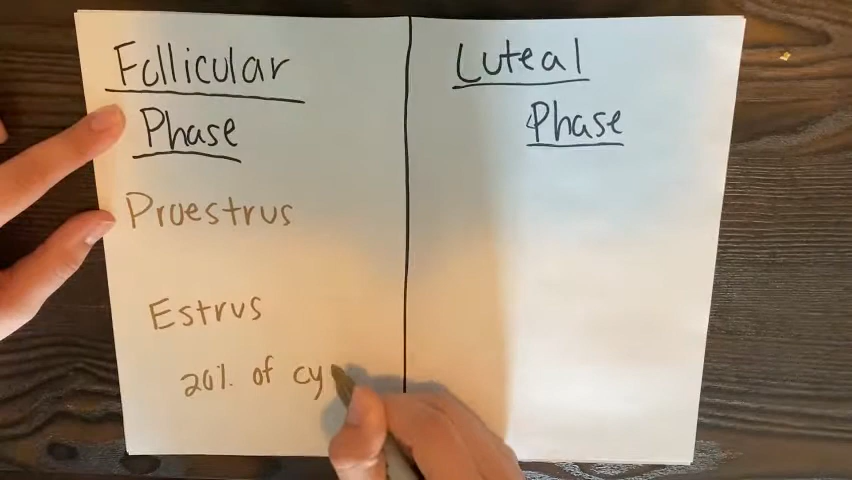 Follicular
Phase
Proestrus
Estrus
20% of cy
Luteal
Phase